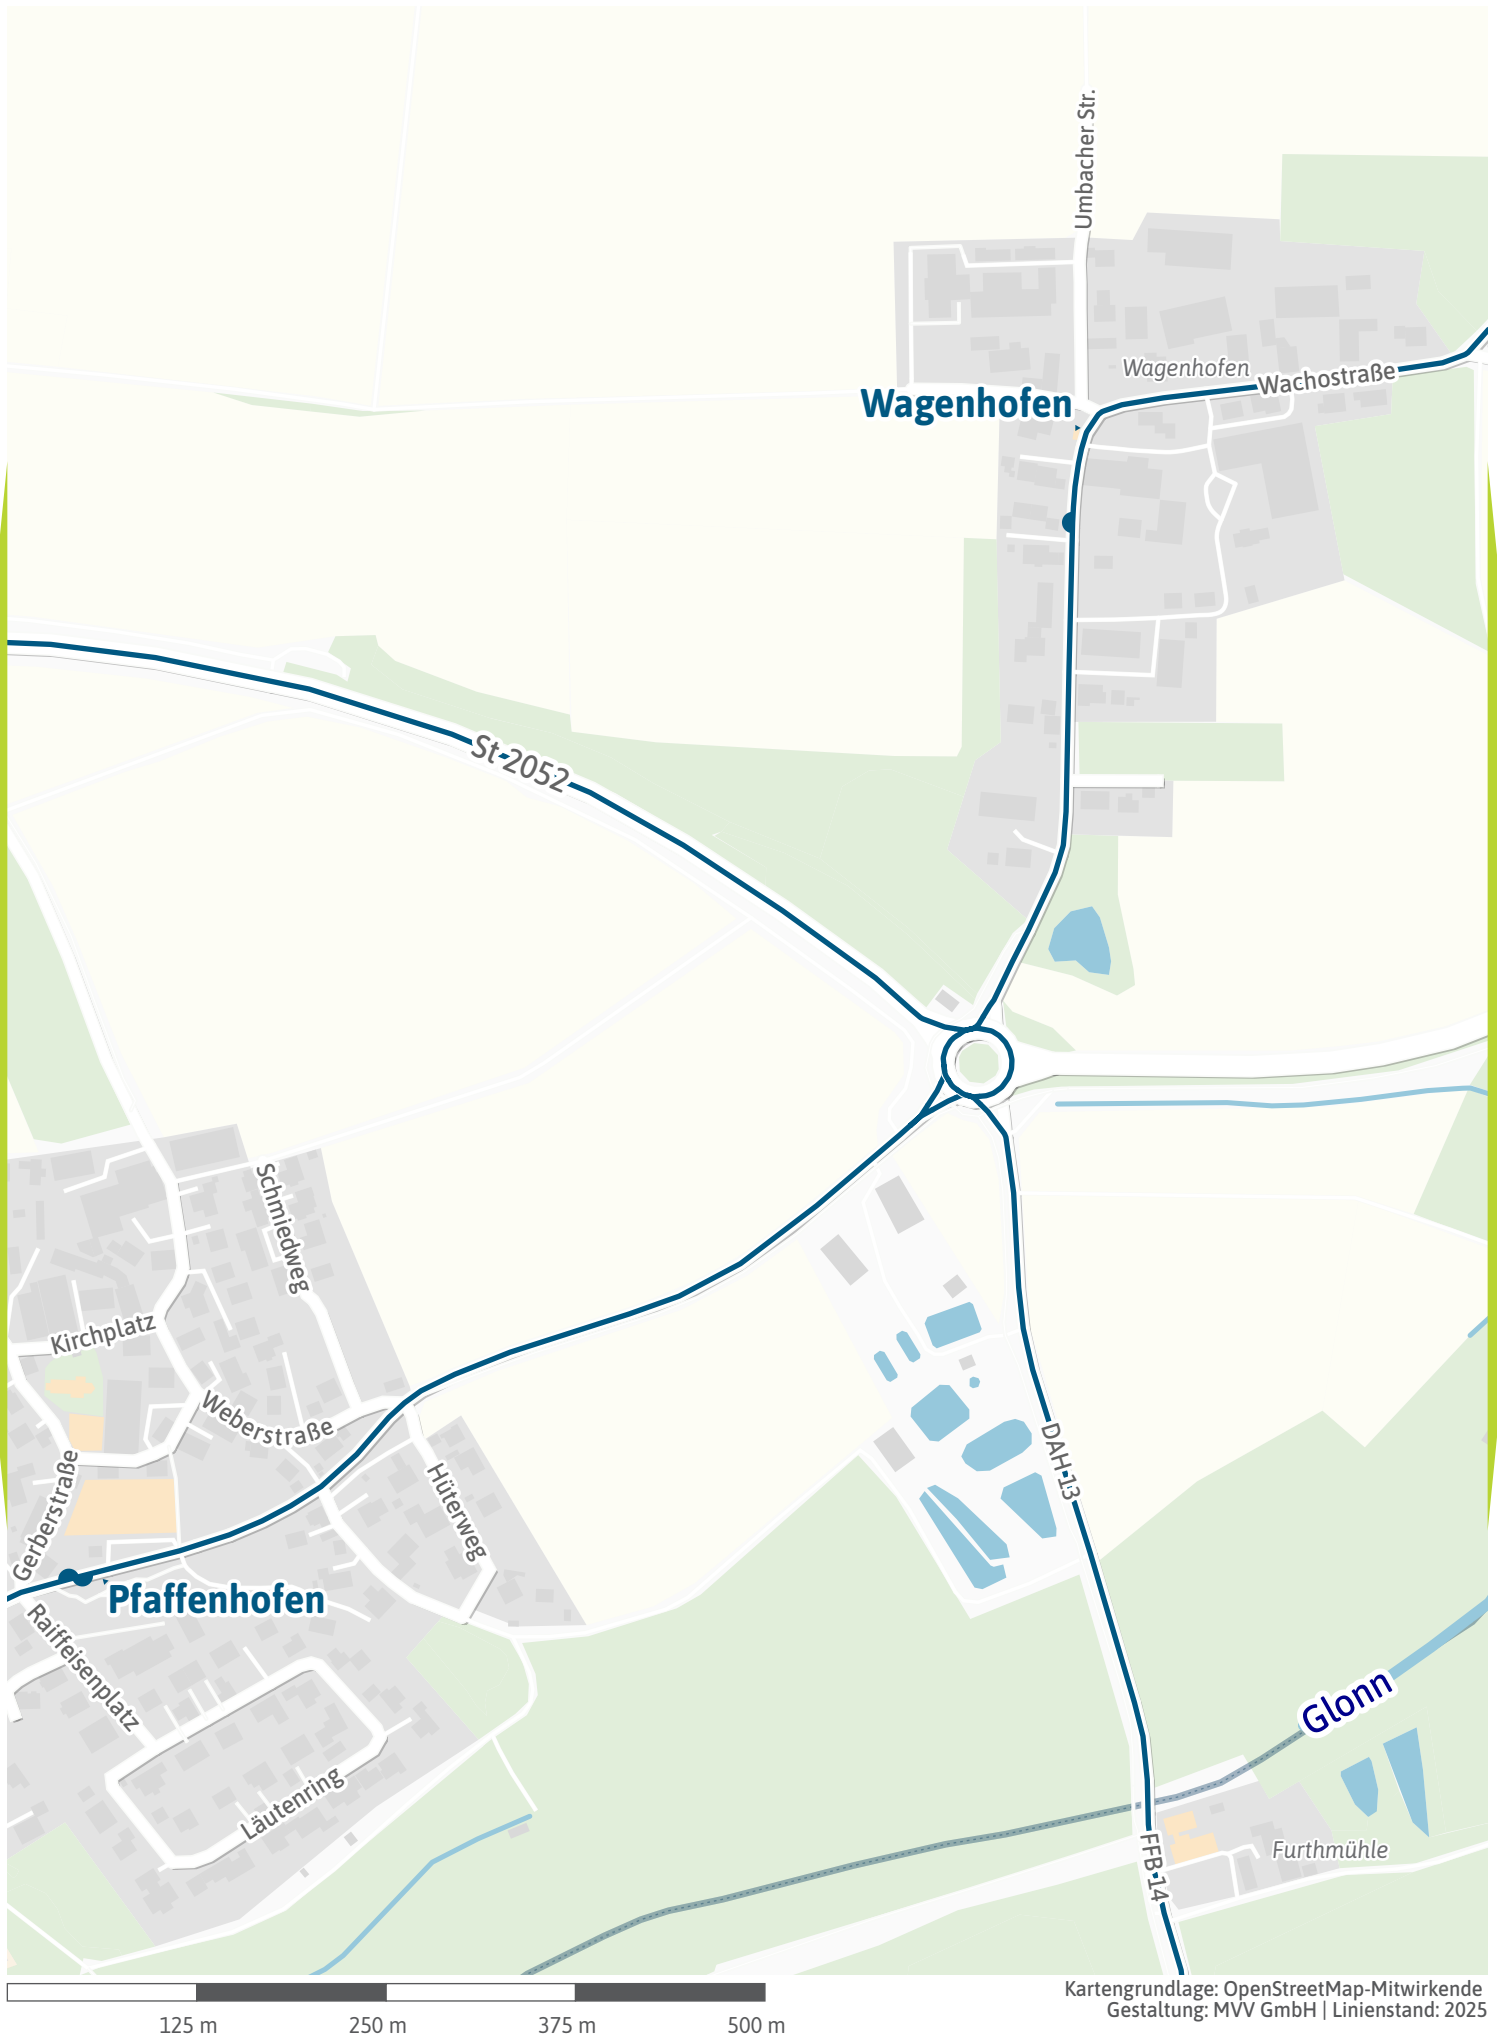 Umbacher Str.
Wagenhofen
Wachostraße
Wagenhofen
St 2052
Schmiedweg
Kirchplatz
Weberstraße
Gerberstraße
Hüterweg
DAH 13
Pfaffenhofen
Raiffeisenplatz
Läutenring
Glonn
FFB 14
Furthmühle
125 m 250 m 375 m 500 m
Kartengrundlage: OpenStreetMap-Mitwirkende
Gestaltung: MVV GmbH | Linienstand: 2025